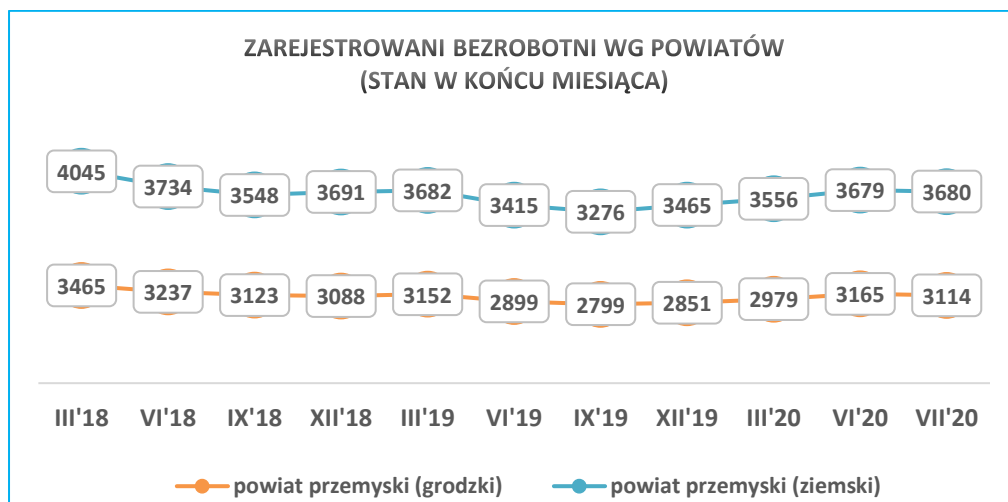 ZAREJESTROWANI BEZROBOTNI WG POWIATÓW
(STAN W KOŃCU MIESIĄCA)
4045 3734 3548 3691 3682 3415 3276 3465 3556 3679 3680
3465 3237 3123 3088 3152 2899 2799 2851 2979 3165 3114
III'18 VI'18 IX'18 XII'18 III'19 VI'19 IX'19 XII'19 III'20 VI'20 VII'20
powiat przemyski (grodzki) powiat przemyski (ziemski)